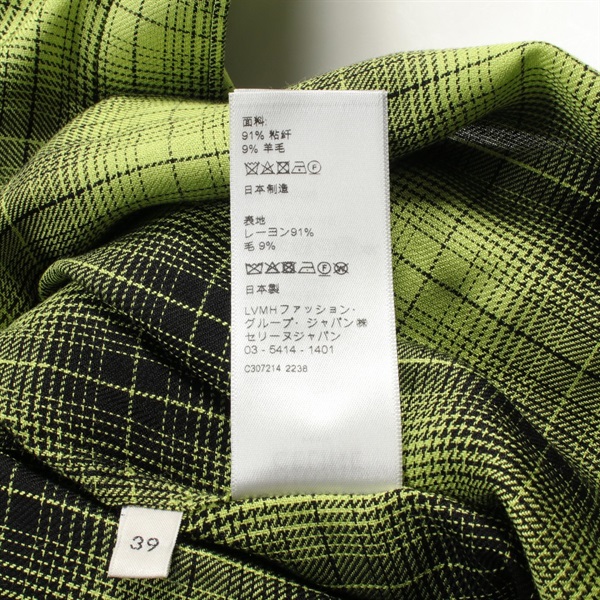 面料:
91% 粘纤
9% 羊毛
日本制造
表地
レーヨン91%
毛 9%
日本製
LVMHファッション・
グループ・ジャパン㈱
セリーヌジャパン
03 - 5414 - 1401
C307214 2238
39